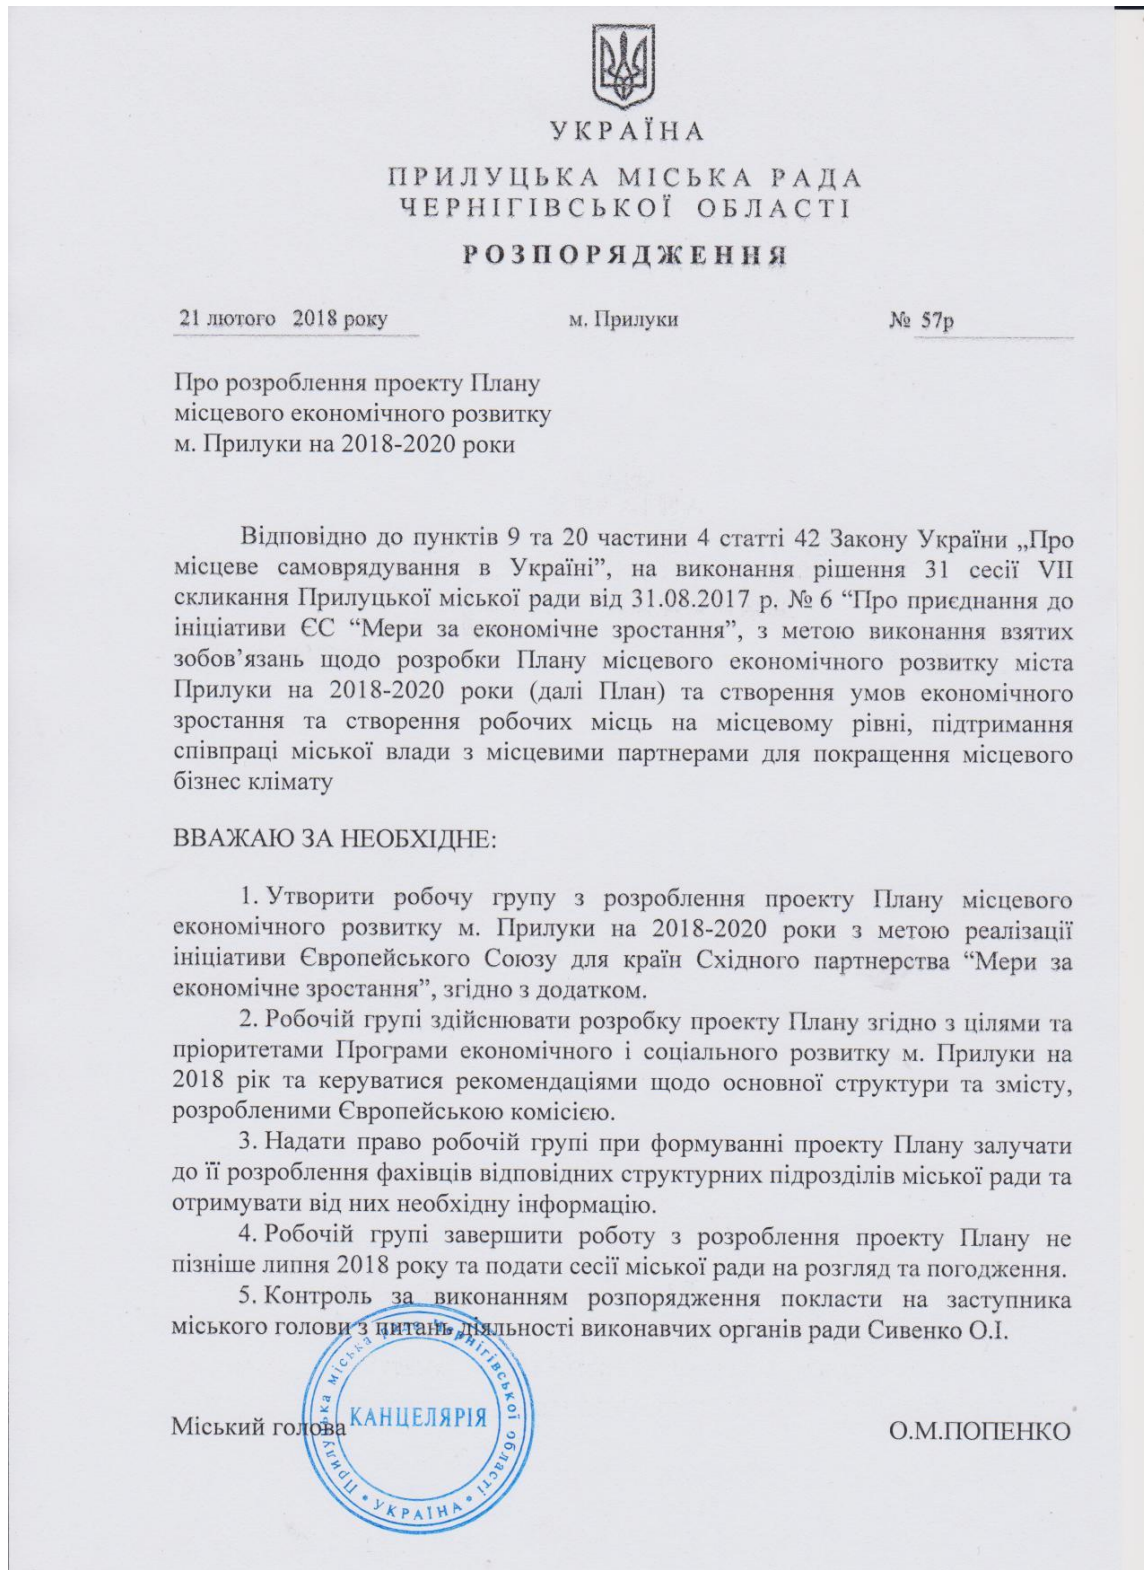 УКРАЇНА
ПРИЛУЦЬКА МІСЬКА РАДА
ЧЕРНІГІВСЬКОЇ ОБЛАСТІ
РОЗПОРЯДЖЕННЯ
21 лютого 2018 року м. Прилуки № 57р
Про розроблення проекту Плану
місцевого економічного розвитку
м. Прилуки на 2018-2020 роки
Відповідно до пунктів 9 та 20 частини 4 статті 42 Закону України „Про
місцеве самоврядування в Україні”, на виконання рішення 31 сесії VII
скликання Прилуцької міської ради від 31.08.2017 р. № 6 “Про приєднання до
ініціативи ЄС “Мери за економічне зростання”, з метою виконання взятих
зобов’язань щодо розробки Плану місцевого економічного розвитку міста
Прилуки на 2018-2020 роки (далі План) та створення умов економічного
зростання та створення робочих місць на місцевому рівні, підтримання
співпраці міської влади з місцевими партнерами для покращення місцевого
бізнес клімату
ВВАЖАЮ ЗА НЕОБХІДНЕ:
1. Утворити робочу групу з розроблення проекту Плану місцевого
економічного розвитку м. Прилуки на 2018-2020 роки з метою реалізації
ініціативи Європейського Союзу для країн Східного партнерства “Мери за
економічне зростання”, згідно з додатком.
2. Робочій групі здійснювати розробку проекту Плану згідно з цілями та
пріоритетами Програми економічного і соціального розвитку м. Прилуки на
2018 рік та керуватися рекомендаціями щодо основної структури та змісту,
розробленими Європейською комісією.
3. Надати право робочій групі при формуванні проекту Плану залучати
до її розроблення фахівців відповідних структурних підрозділів міської ради та
отримувати від них необхідну інформацію.
4. Робочій групі завершити роботу з розроблення проекту Плану не
пізніше липня 2018 року та подати сесії міської ради на розгляд та погодження.
5. Контроль за виконанням розпорядження покласти на заступника
міського голови з питань діяльності виконавчих органів ради Сивенко О.І.
Міський голова О.М.ПОПЕНКО
КАНЦЕЛЯРІЯ
Прилуцька міська рада Чернігівської області
УКРАЇНА